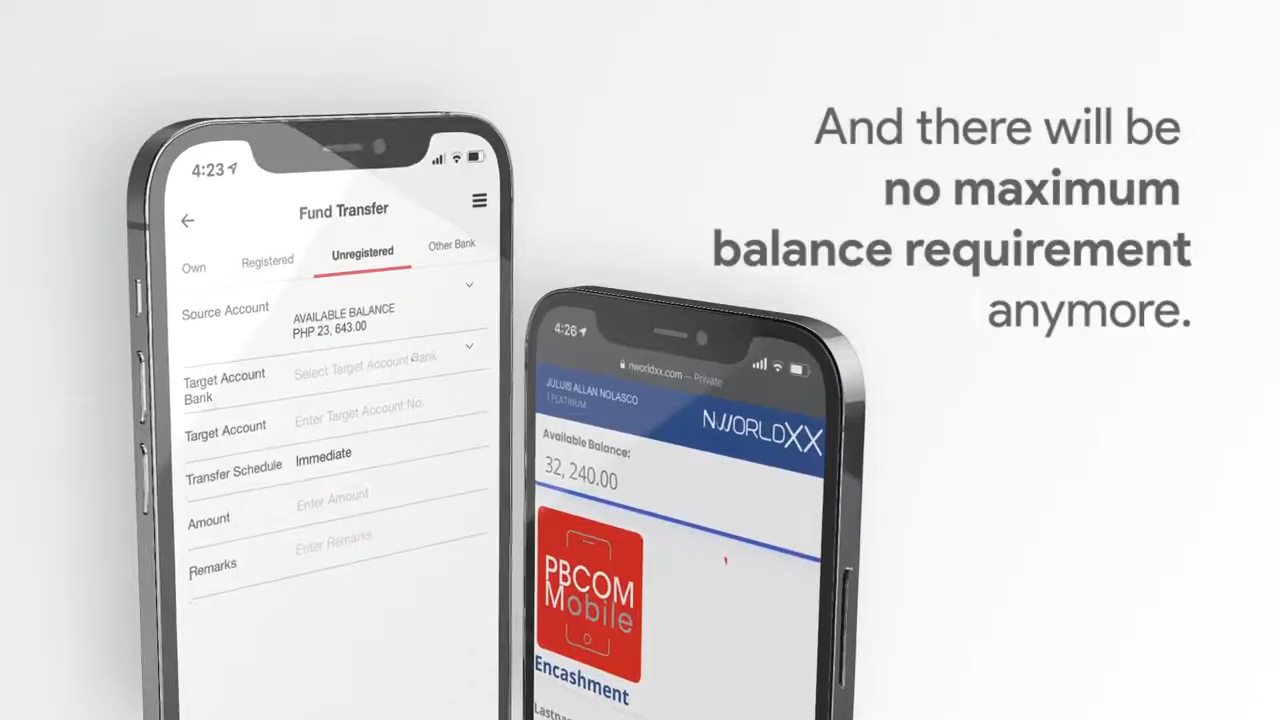 And there will be
no maximum
balance requirement
anymore.
4:23
Fund Transfer
Own Registered Unregistered Other Bank
Source Account
AVAILABLE BALANCE
PHP 23, 643.00
Target Account Bank
Select Target Account Bank
Target Account
Enter Target Account No.
Transfer Schedule
Immediate
Amount
Enter Amount
Remarks
Enter Remarks
4:26
nworldxx.com — Private
JULUIS ALLAN NOLASCO
PLATINUM
NWORLDXX
Available Balance:
32, 240.00
PBCOM
Mobile
Encashment